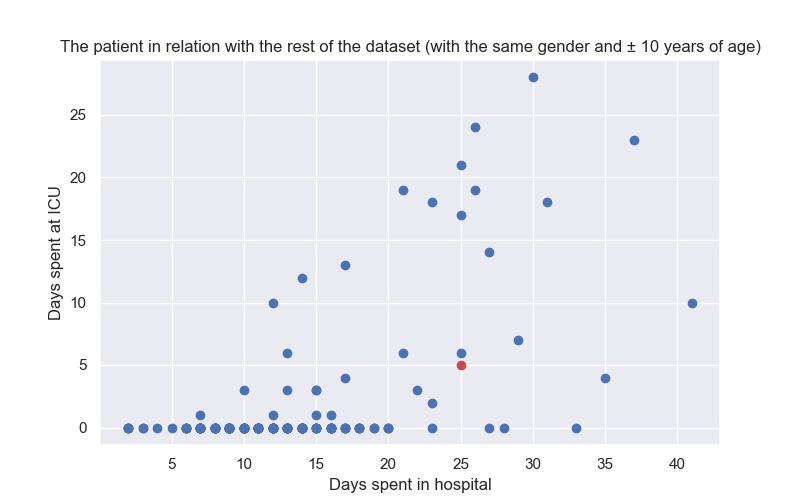 The patient in relation with the rest of the dataset (with the same gender and ± 10 years of age)
Days spent at ICU
25
20
15
10
5
0
5 10 15 20 25 30 35 40
Days spent in hospital